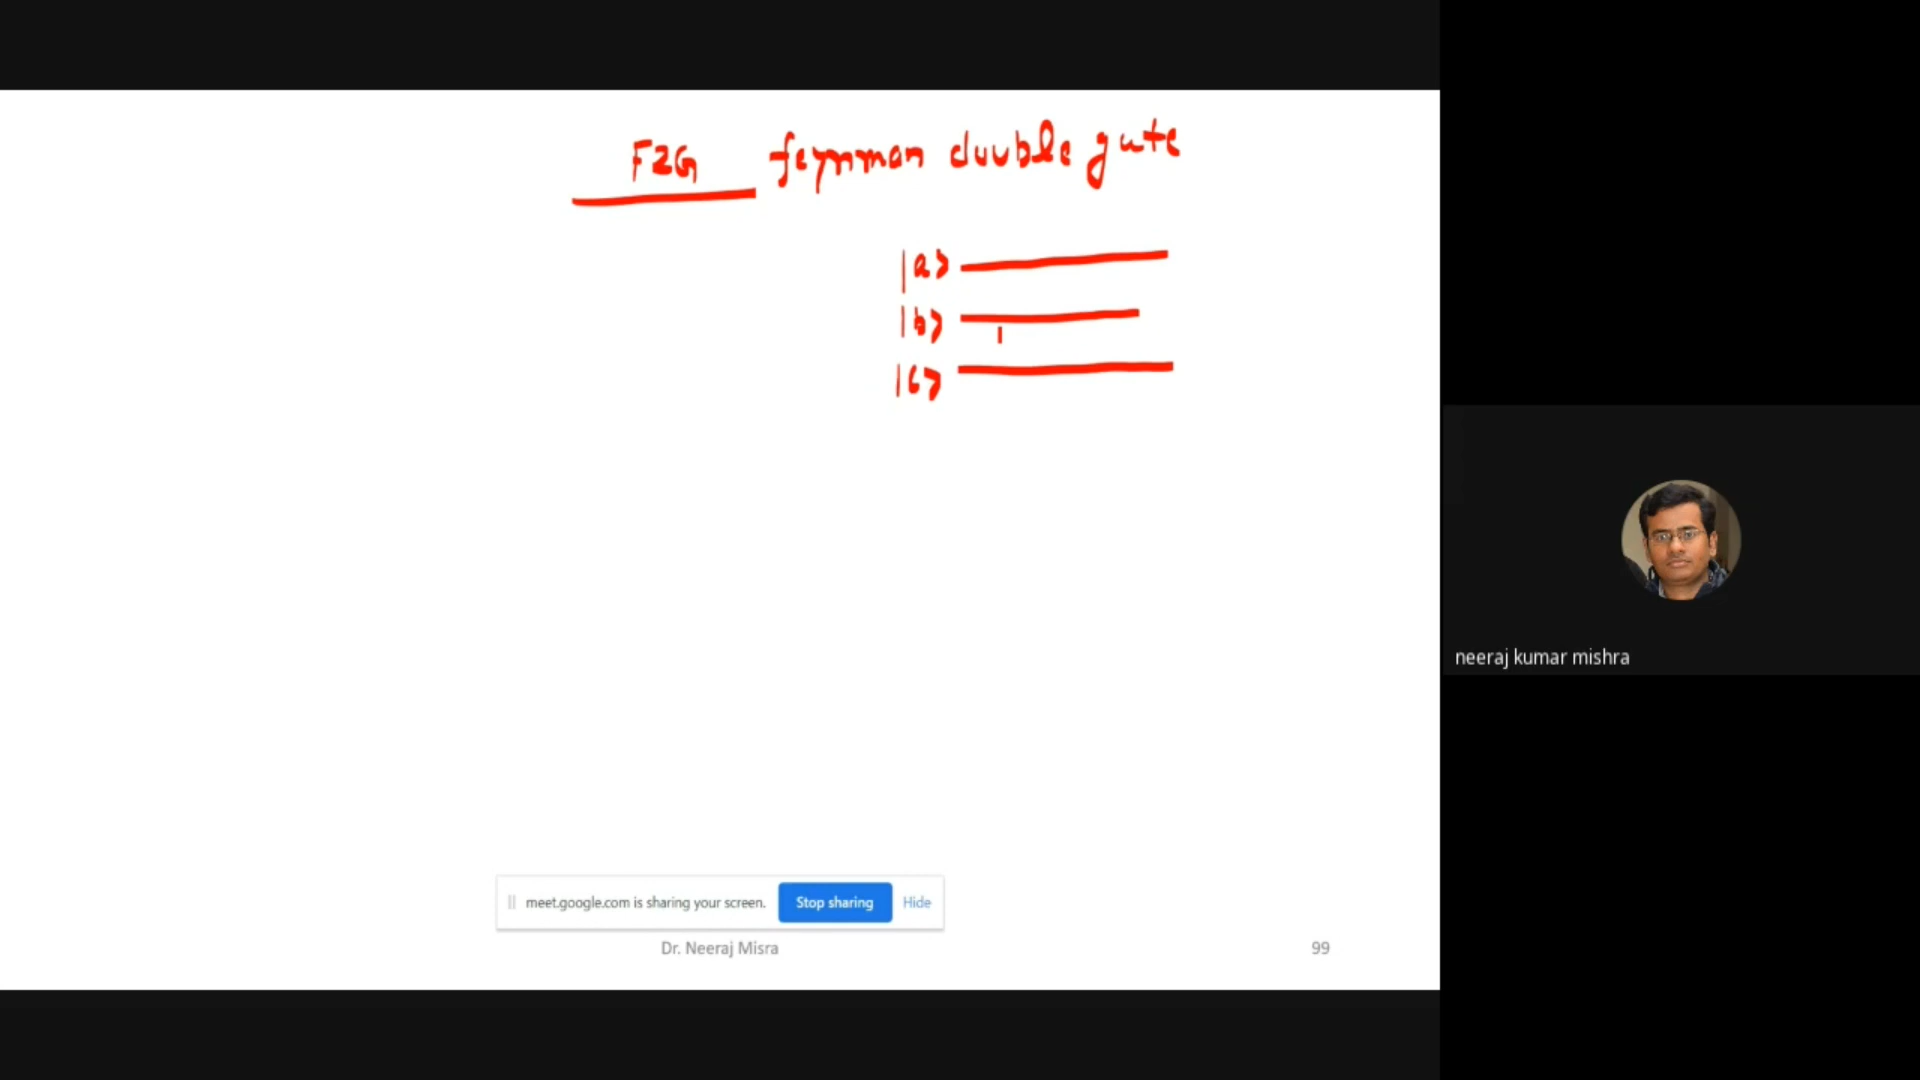 F2G feynman double gate
|a>
|b>
|c>
neeraj kumar mishra
meet.google.com is sharing your screen. Stop sharing Hide
Dr. Neeraj Misra 99